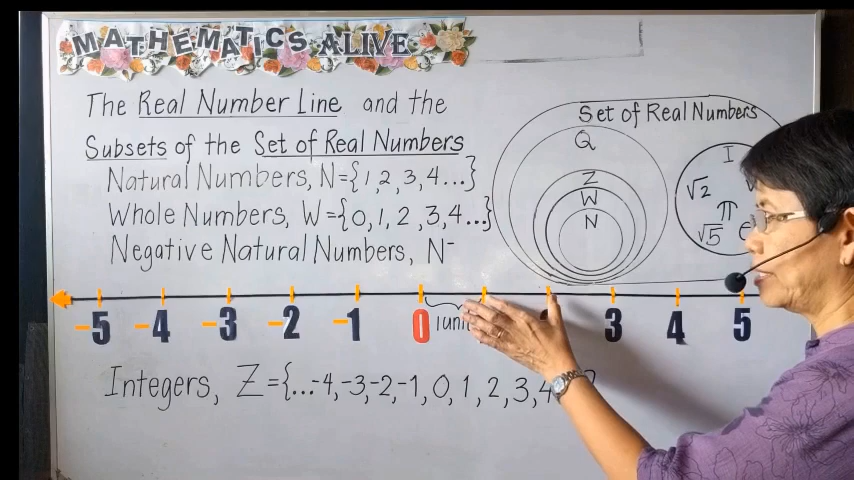 MATHEMATICS ALIVE
The Real Number Line and the
Subsets of the Set of Real Numbers
Natural Numbers, N={1,2,3,4...}
Whole Numbers, W={0,1,2,3,4...}
Negative Natural Numbers, N⁻
Set of Real Numbers
Q
Z
W
N
I
√2
π
√5 e
-5 -4 -3 -2 -1 0 3 4 5
1uni
Integers, Z={...-4,-3,-2,-1,0,1,2,3,4